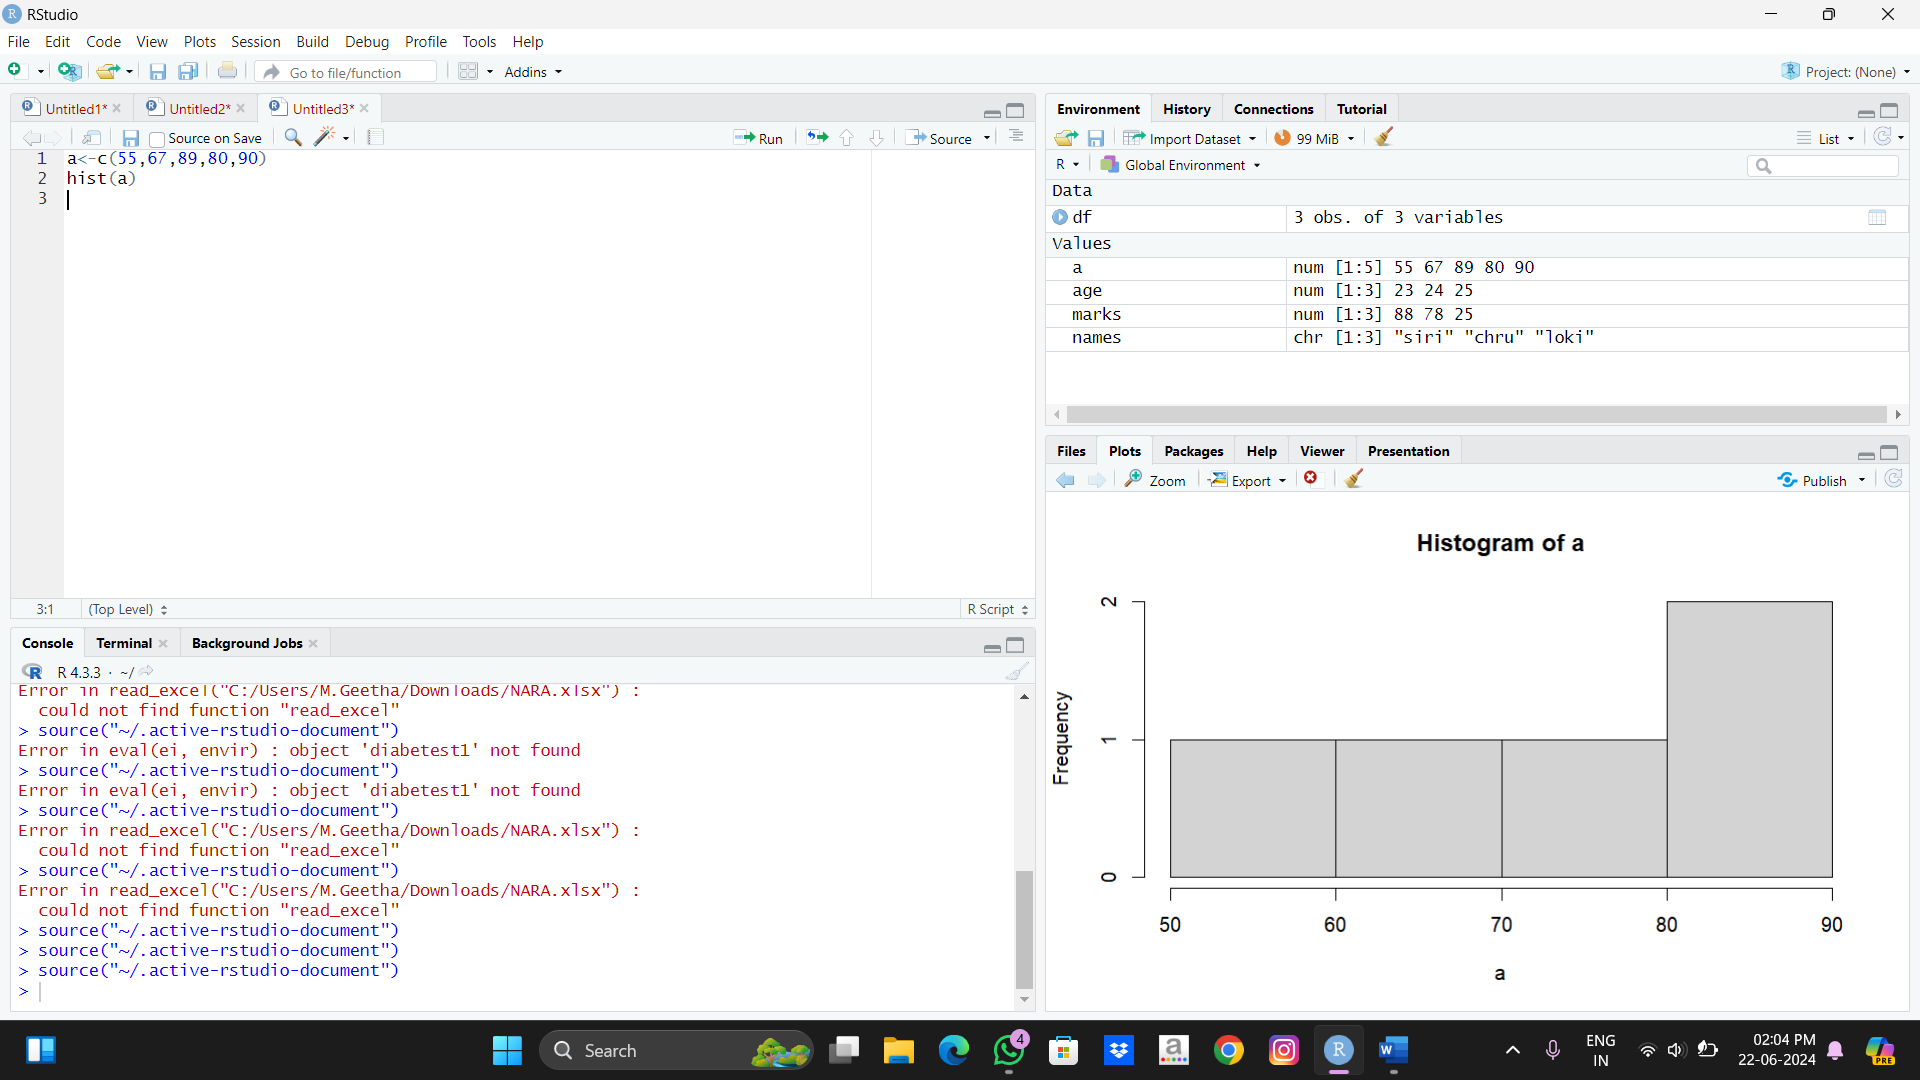 RStudio
File Edit Code View Plots Session Build Debug Profile Tools Help
Go to file/function Addins Project: (None)
Untitled1* Untitled2* Untitled3*
Source on Save Run Source
1 a<-c(55,67,89,80,90)
2 hist(a)
3
3:1 (Top Level) R Script
Console Terminal Background Jobs
R 4.3.3 · ~/
Error in read_excel("C:/Users/M.Geetha/Downloads/NARA.xlsx") :
could not find function "read_excel"
> source("~/.active-rstudio-document")
Error in eval(ei, envir) : object 'diabetest1' not found
> source("~/.active-rstudio-document")
Error in eval(ei, envir) : object 'diabetest1' not found
> source("~/.active-rstudio-document")
Error in read_excel("C:/Users/M.Geetha/Downloads/NARA.xlsx") :
could not find function "read_excel"
> source("~/.active-rstudio-document")
Error in read_excel("C:/Users/M.Geetha/Downloads/NARA.xlsx") :
could not find function "read_excel"
> source("~/.active-rstudio-document")
> source("~/.active-rstudio-document")
> source("~/.active-rstudio-document")
>
Environment History Connections Tutorial
Import Dataset 99 MiB List
R Global Environment
Data
df 3 obs. of 3 variables
Values
a num [1:5] 55 67 89 80 90
age num [1:3] 23 24 25
marks num [1:3] 88 78 25
names chr [1:3] "siri" "chru" "loki"
Files Plots Packages Help Viewer Presentation
Zoom Export Publish
Histogram of a
Frequency
2
1
0
50 60 70 80 90
a
Search
4
ENG
IN
02:04 PM
22-06-2024
PRE